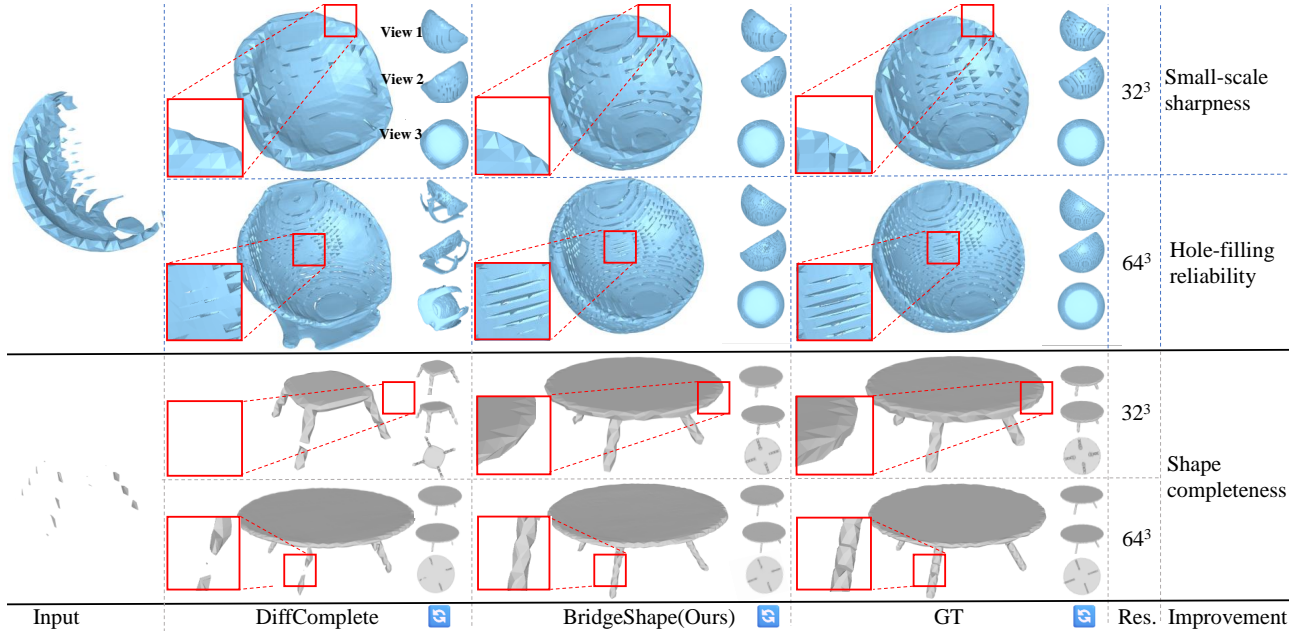 View 1
View 2
View 3
32³
Small-scale
sharpness
64³
Hole-filling
reliability
32³
Shape
completeness
64³
Input DiffComplete BridgeShape(Ours) GT Res. Improvement